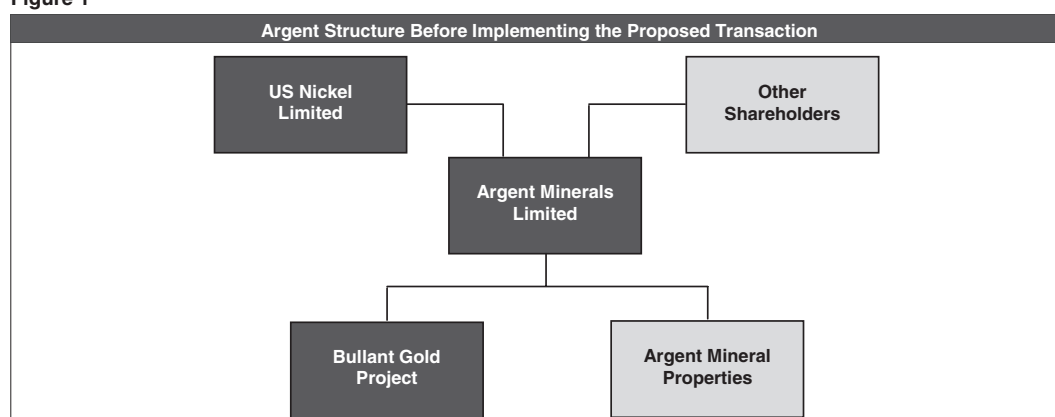 Figure 1
Argent Structure Before Implementing the Proposed Transaction
US Nickel
Limited
Other
Shareholders
Argent Minerals
Limited
Bullant Gold
Project
Argent Mineral
Properties